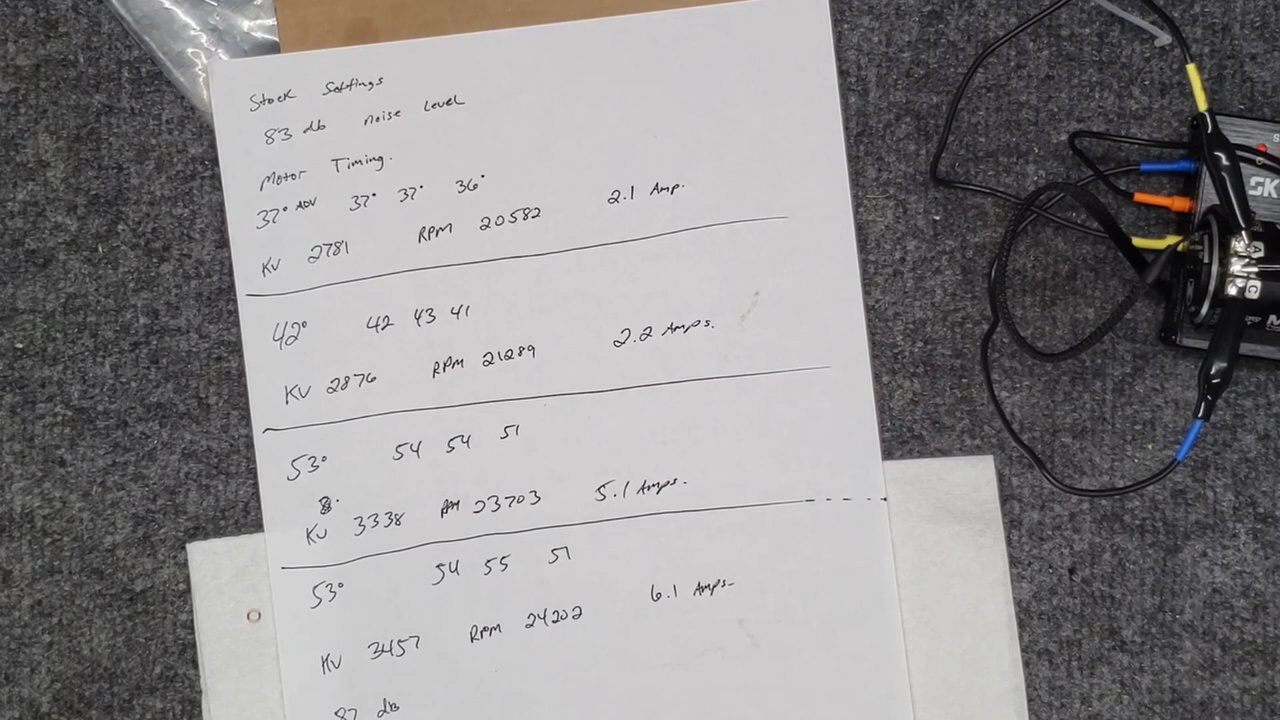 Stock Settings
83 db noise Level
Motor Timing.
37° ADV 37° 37° 36°
KV 2781 RPM 20582 2.1 Amp.
42° 42 43 41
KV 2876 RPM 21289 2.2 Amps.
53° 54 54 51
KV 3338 RPM 23703 5.1 Amps.
53° 54 55 51
KV 3457 RPM 24202 6.1 Amps-
87 db
SK
A
C